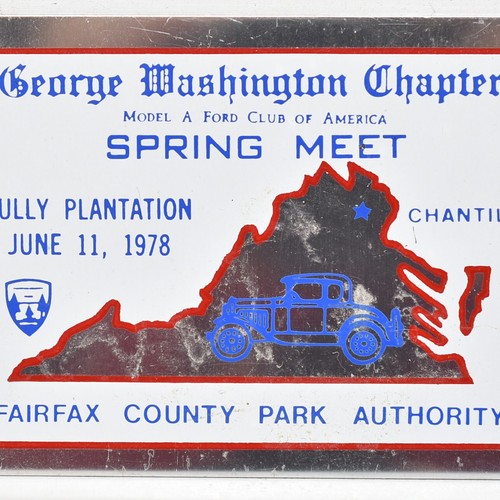 George Washington Chapter
MODEL A FORD CLUB OF AMERICA
SPRING MEET
ULLY PLANTATION
CHANTIL
JUNE 11, 1978
FAIRFAX COUNTY PARK AUTHORITY